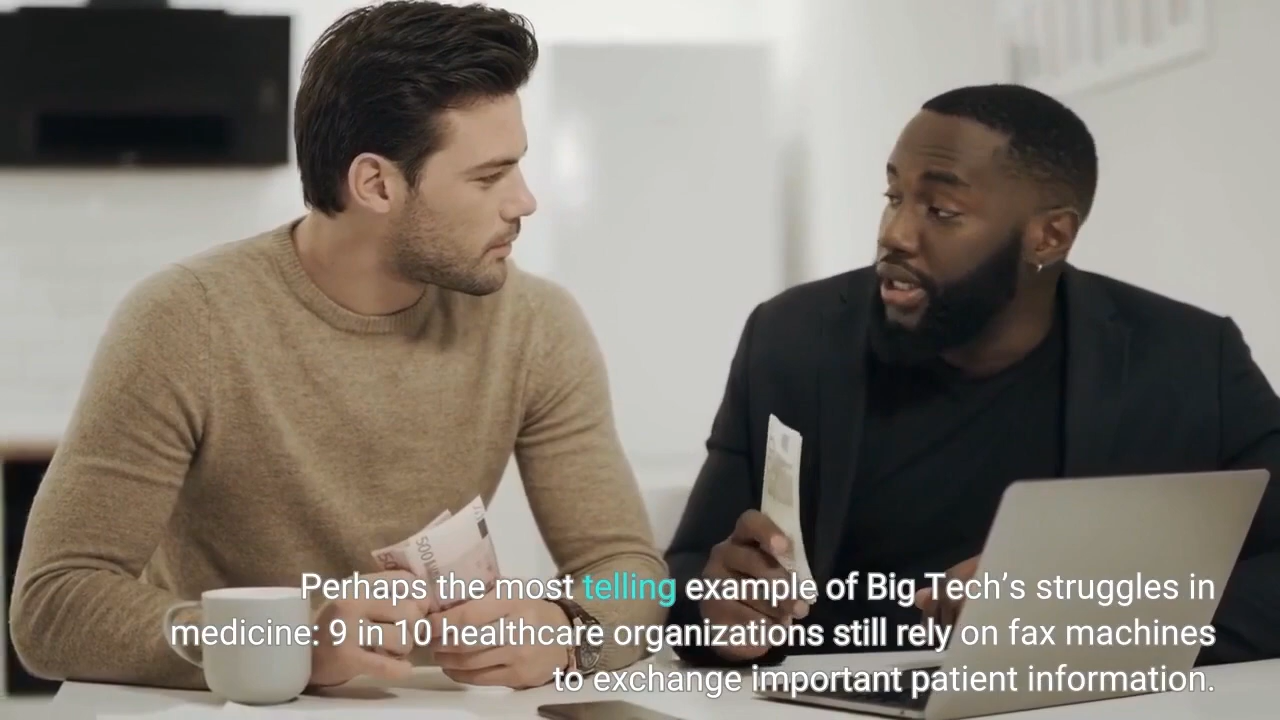 500
Perhaps the most telling example of Big Tech’s struggles in
medicine: 9 in 10 healthcare organizations still rely on fax machines
to exchange important patient information.